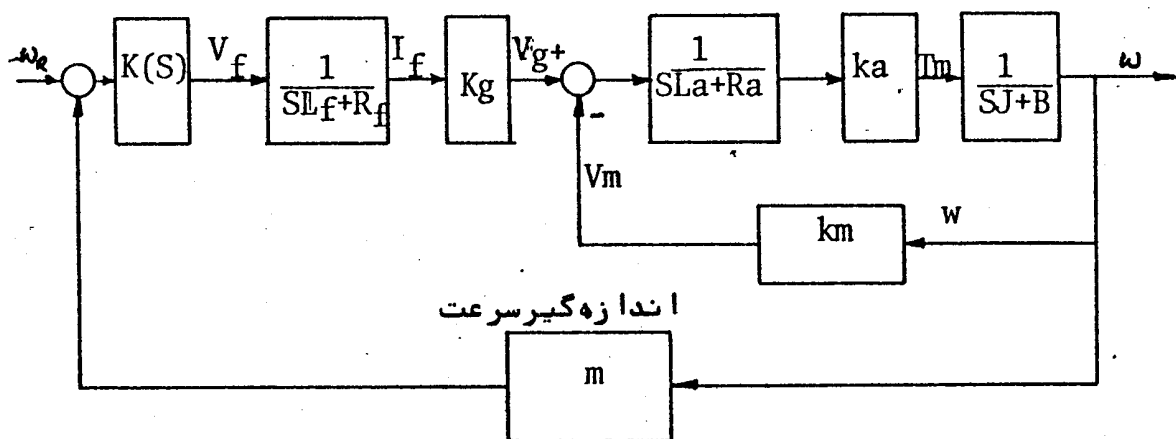 ω_R
K(S)
V_f
1
SL_f+R_f
I_f
Kg
Vg+
-
1
SLa+Ra
ka
Tm
1
SJ+B
ω
Vm
km
w
اندازه‌گیر سرعت
m